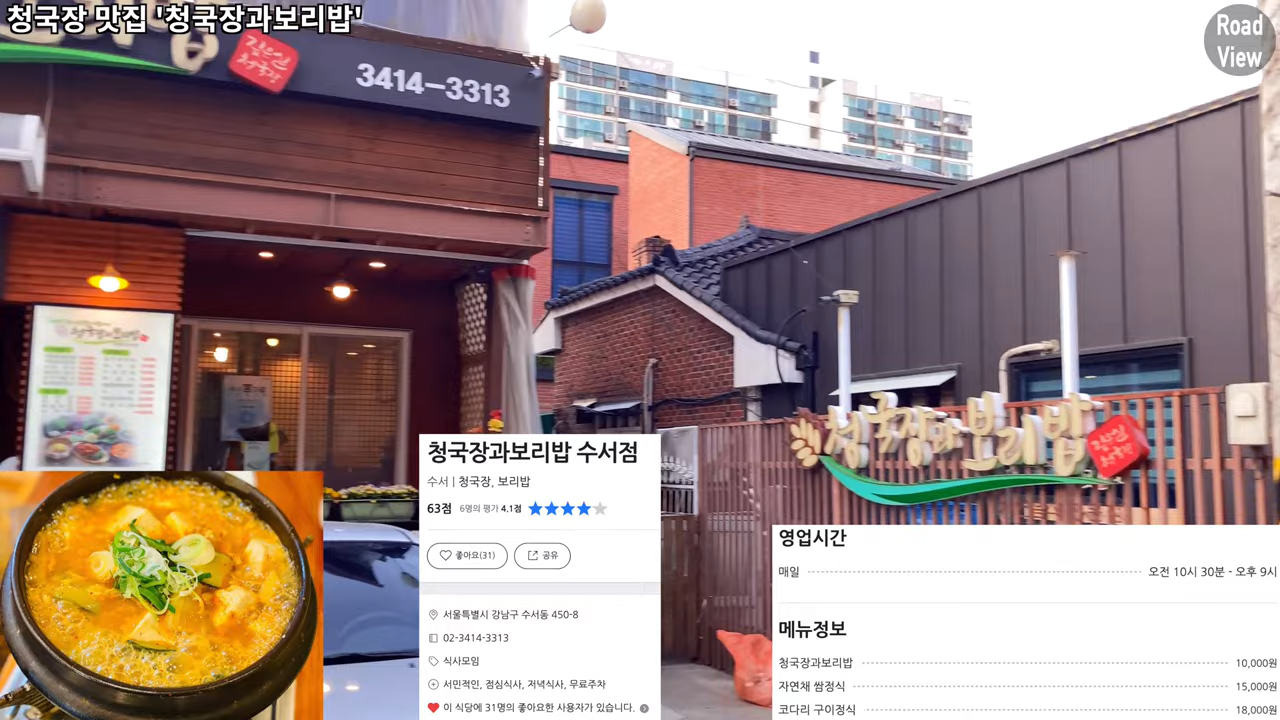 청국장 맛집 '청국장과보리밥'
Road
View
3414-3313
청국장과보리밥
청국장과보리밥
청국장과보리밥 수서점
수서 | 청국장, 보리밥
63점 6명의 평가 4.1점
좋아요(31) 공유
서울특별시 강남구 수서동 450-8
02-3414-3313
식사모임
서민적인, 점심식사, 저녁식사, 무료주차
이 식당에 31명의 좋아요한 사용자가 있습니다.
영업시간
매일 오전 10시 30분 - 오후 9시
메뉴정보
청국장과보리밥 10,000원
자연채 쌈정식 15,000원
코다리 구이정식 18,000원